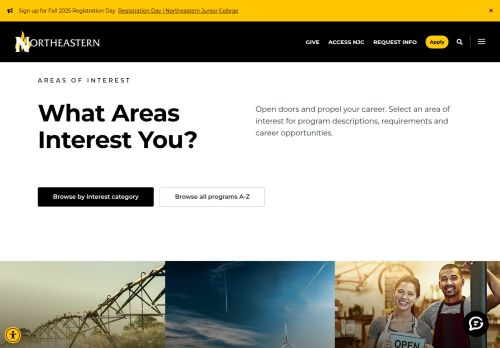 Sign up for Fall 2025 Registration Day  Registration Day | Northeastern Junior College ×
NORTHEASTERN GIVE ACCESS NJC REQUEST INFO Apply
AREAS OF INTEREST
What Areas
Interest You?
Open doors and propel your career. Select an area of
interest for program descriptions, requirements and
career opportunities.
Browse by interest category Browse all programs A-Z
OPEN